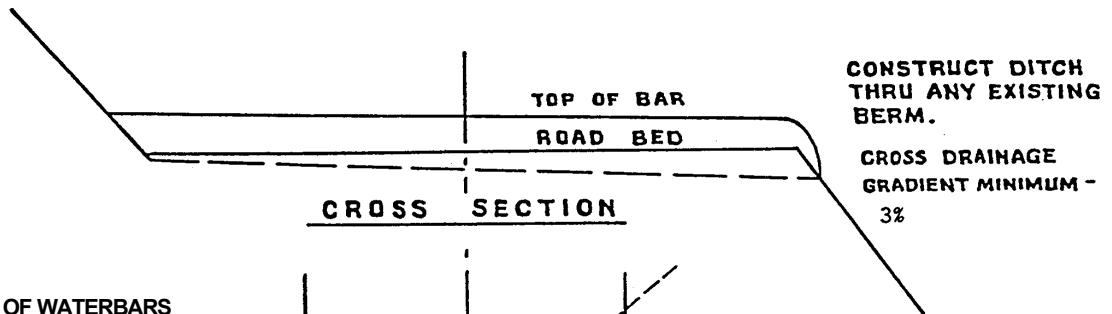 TOP OF BAR
ROAD BED
CROSS SECTION
CONSTRUCT DITCH
THRU ANY EXISTING
BERM.
CROSS DRAINAGE
GRADIENT MINIMUM -
3%
OF WATERBARS